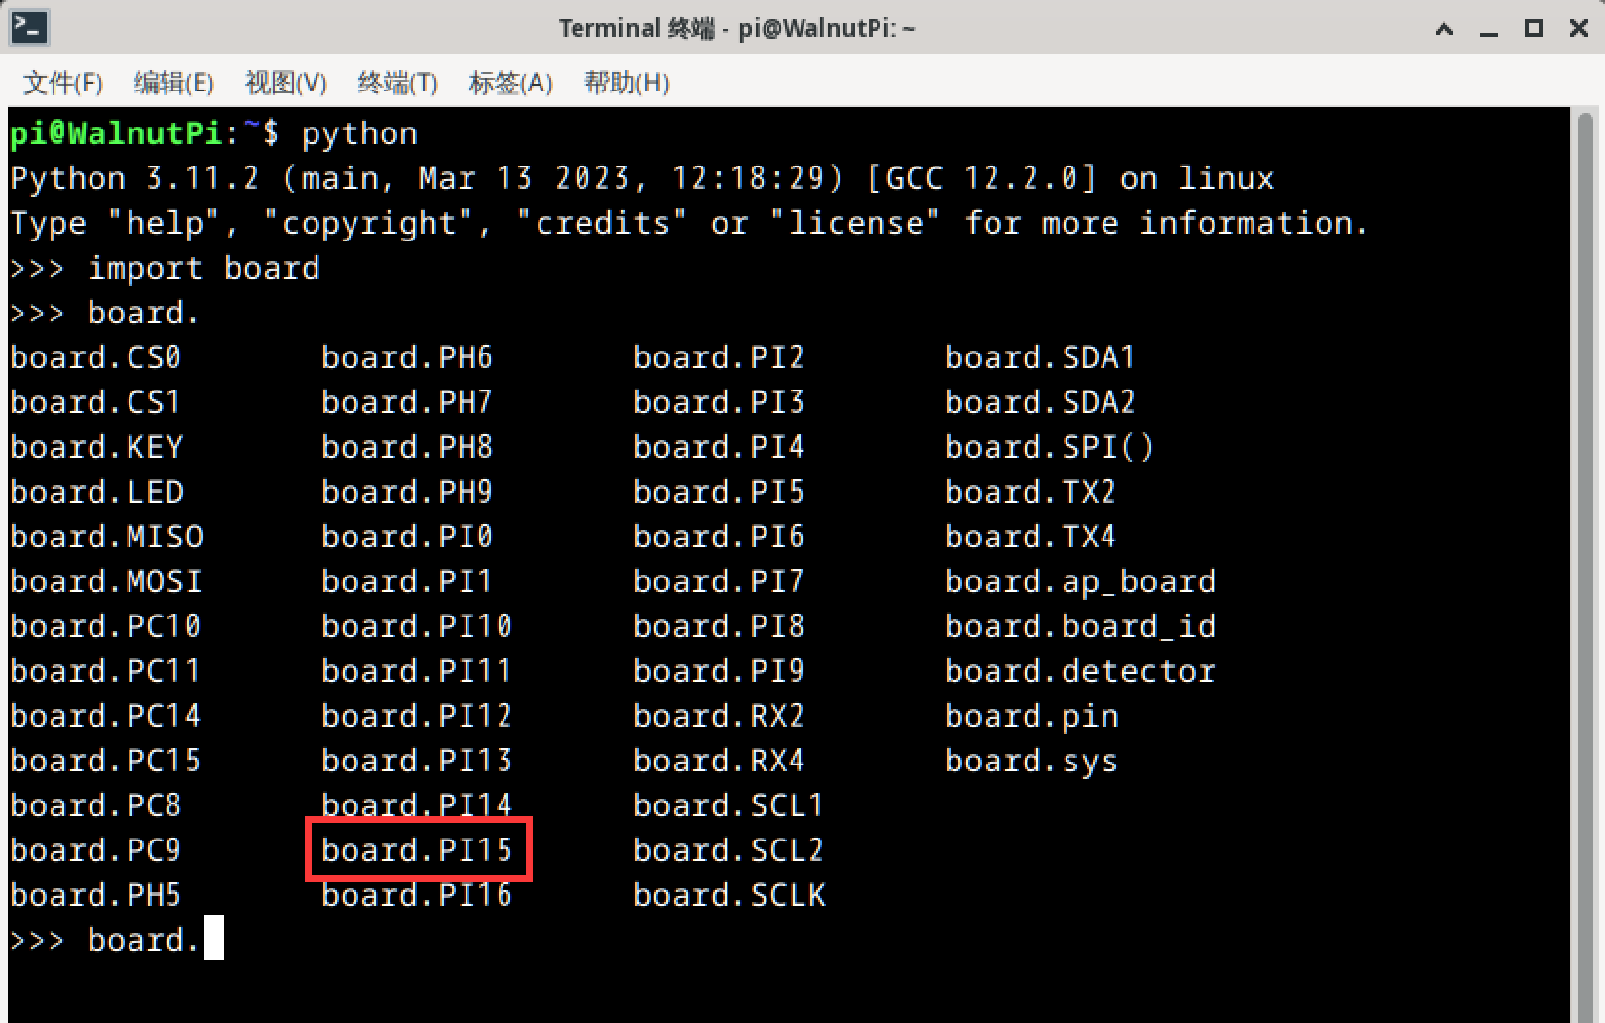 Terminal 终端 - pi@WalnutPi: ~
文件(F) 编辑(E) 视图(V) 终端(T) 标签(A) 帮助(H)
pi@WalnutPi:~$ python
Python 3.11.2 (main, Mar 13 2023, 12:18:29) [GCC 12.2.0] on linux
Type "help", "copyright", "credits" or "license" for more information.
>>> import board
>>> board.
board.CS0 board.PH6 board.PI2 board.SDA1
board.CS1 board.PH7 board.PI3 board.SDA2
board.KEY board.PH8 board.PI4 board.SPI()
board.LED board.PH9 board.PI5 board.TX2
board.MISO board.PI0 board.PI6 board.TX4
board.MOSI board.PI1 board.PI7 board.ap_board
board.PC10 board.PI10 board.PI8 board.board_id
board.PC11 board.PI11 board.PI9 board.detector
board.PC14 board.PI12 board.RX2 board.pin
board.PC15 board.PI13 board.RX4 board.sys
board.PC8 board.PI14 board.SCL1
board.PC9 board.PI15 board.SCL2
board.PH5 board.PI16 board.SCLK
>>> board.